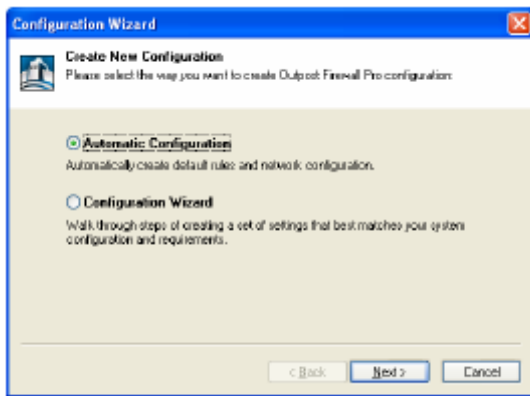 Configuration Wizard
Create New Configuration
Please select the way you want to create Outpost Firewall Pro configuration:
Automatic Configuration
Automatically create default rules and network configuration.
Configuration Wizard
Walk through steps of creating a set of settings that best matches your system
configuration and requirements.
< Back
Next >
Cancel